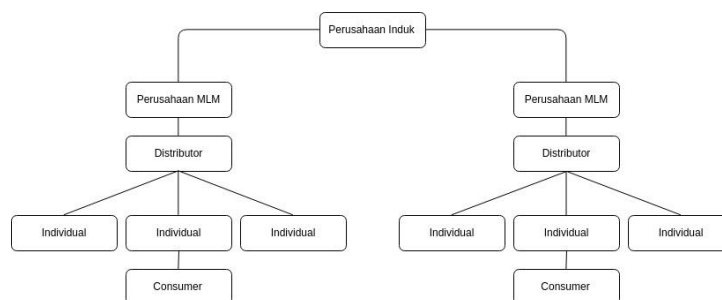 Perusahaan Induk
Perusahaan MLM
Perusahaan MLM
Distributor
Distributor
Individual
Individual
Individual
Individual
Individual
Individual
Consumer
Consumer